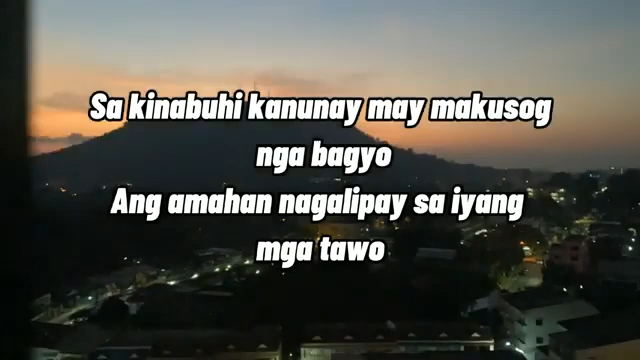 Sa kinabuhi kanunay may makusog
nga bagyo
Ang amahan nagalipay sa iyang
mga tawo